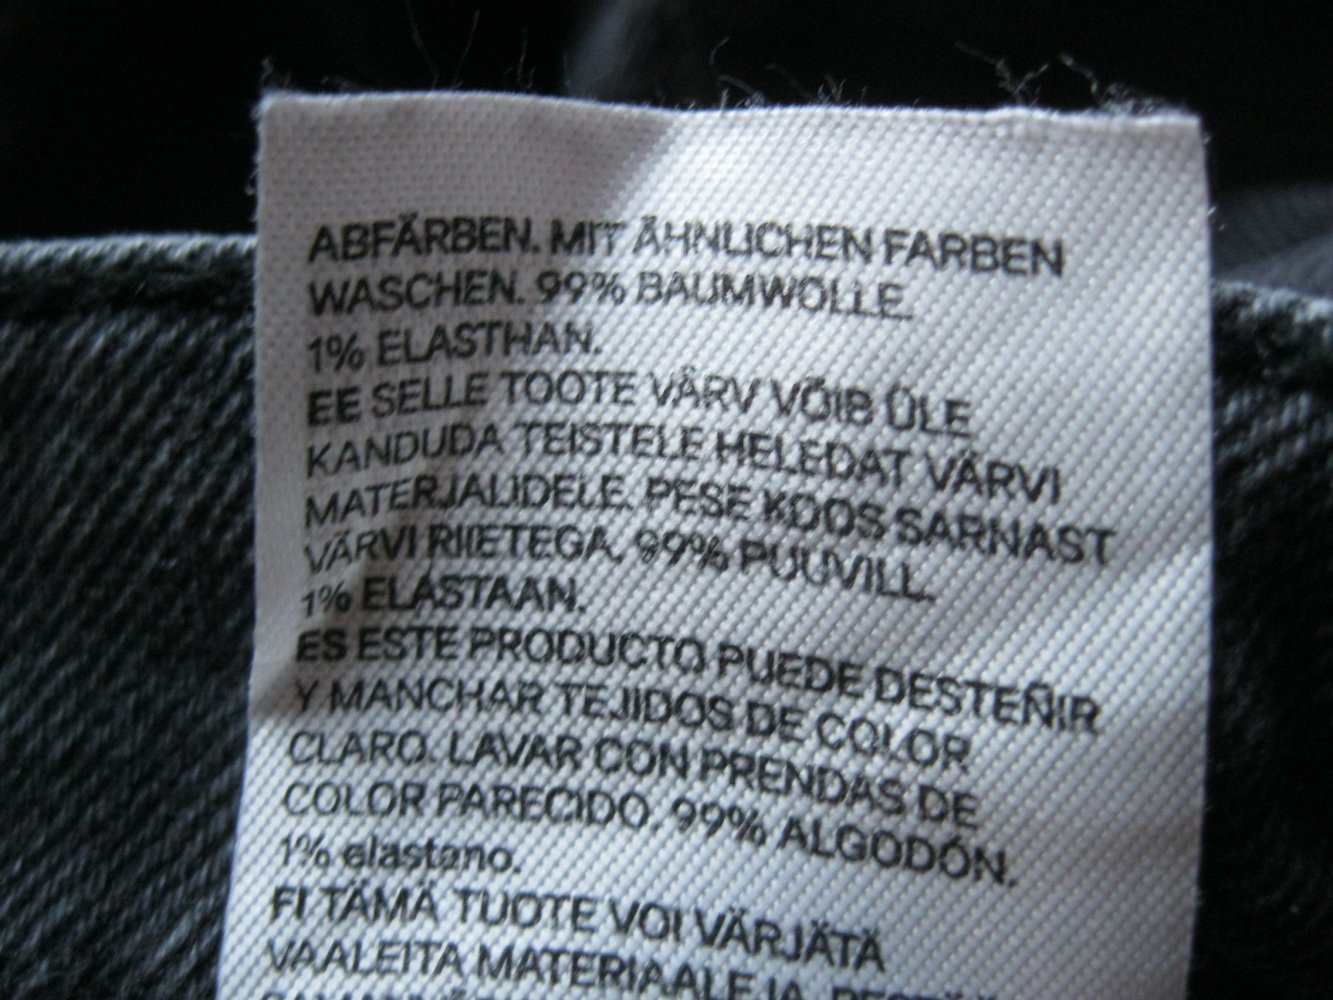 ABFÄRBEN. MIT ÄHNLICHEN FARBEN
WASCHEN. 99% BAUMWOLLE.
1% ELASTHAN.
EE SELLE TOOTE VÄRV VÕIB ÜLE
KANDUDA TEISTELE HELEDAT VÄRVI
MATERJALIDELE. PESE KOOS SARNAST
VÄRVI RIIETEGA. 99% PUUVILL.
1% ELASTAAN.
ES ESTE PRODUCTO PUEDE DESTEÑIR
Y MANCHAR TEJIDOS DE COLOR
CLARO. LAVAR CON PRENDAS DE
COLOR PARECIDO. 99% ALGODÓN.
1% elastano.
FI TÄMÄ TUOTE VOI VÄRJÄTÄ
VAALEITA MATERIAALEJA.